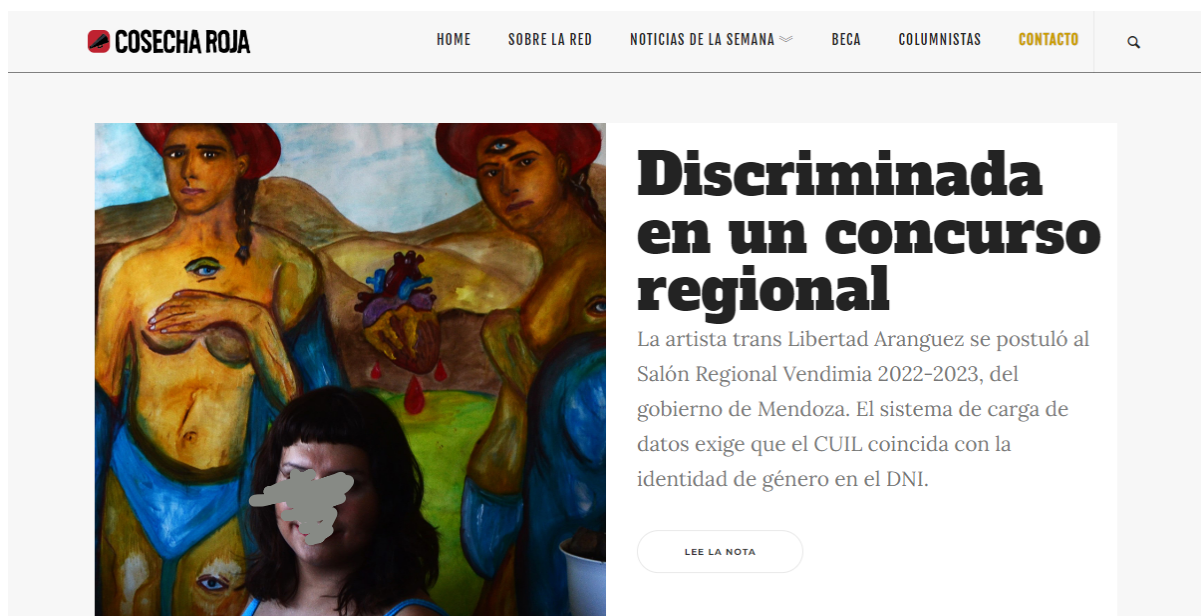 COSECHA ROJA
HOME
SOBRE LA RED
NOTICIAS DE LA SEMANA
BECA
COLUMNISTAS
CONTACTO
Discriminada
en un concurso
regional
La artista trans Libertad Aranguez se postuló al
Salón Regional Vendimia 2022-2023, del
gobierno de Mendoza. El sistema de carga de
datos exige que el CUIL coincida con la
identidad de género en el DNI.
LEE LA NOTA